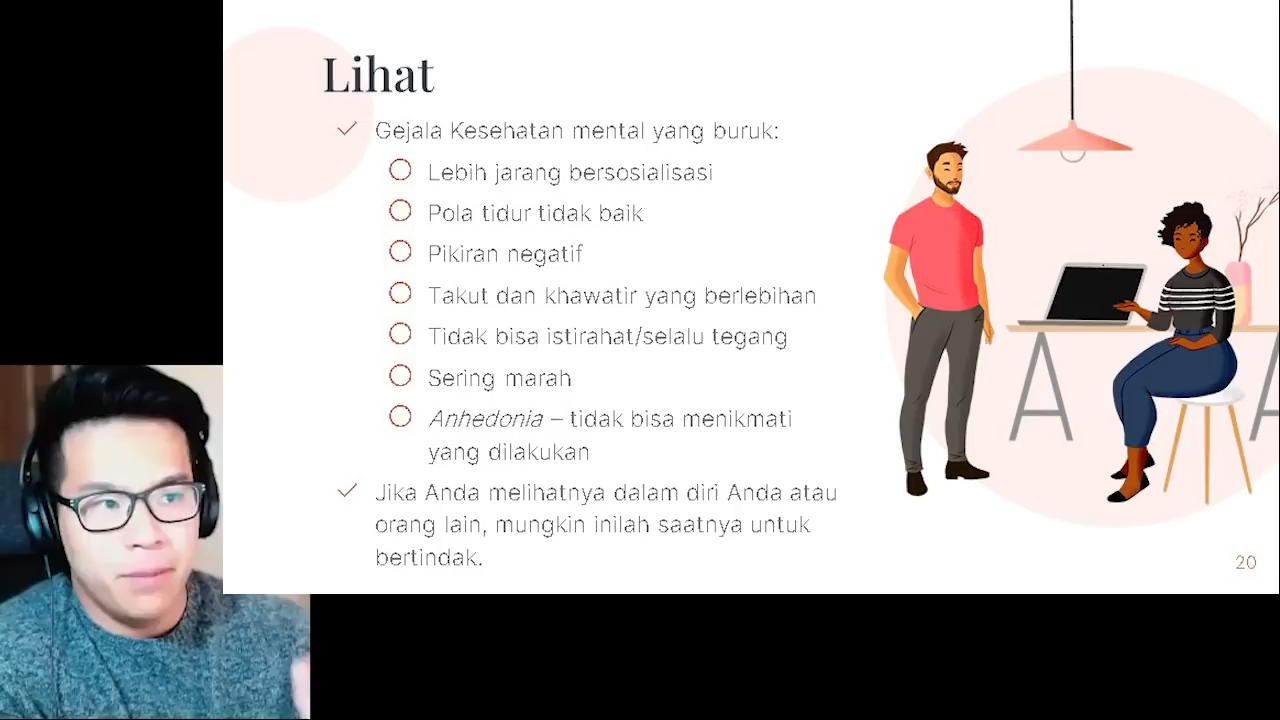 Lihat
Gejala Kesehatan mental yang buruk:
Lebih jarang bersosialisasi
Pola tidur tidak baik
Pikiran negatif
Takut dan khawatir yang berlebihan
Tidak bisa istirahat/selalu tegang
Sering marah
Anhedonia – tidak bisa menikmati
yang dilakukan
Jika Anda melihatnya dalam diri Anda atau
orang lain, mungkin inilah saatnya untuk
bertindak.
20